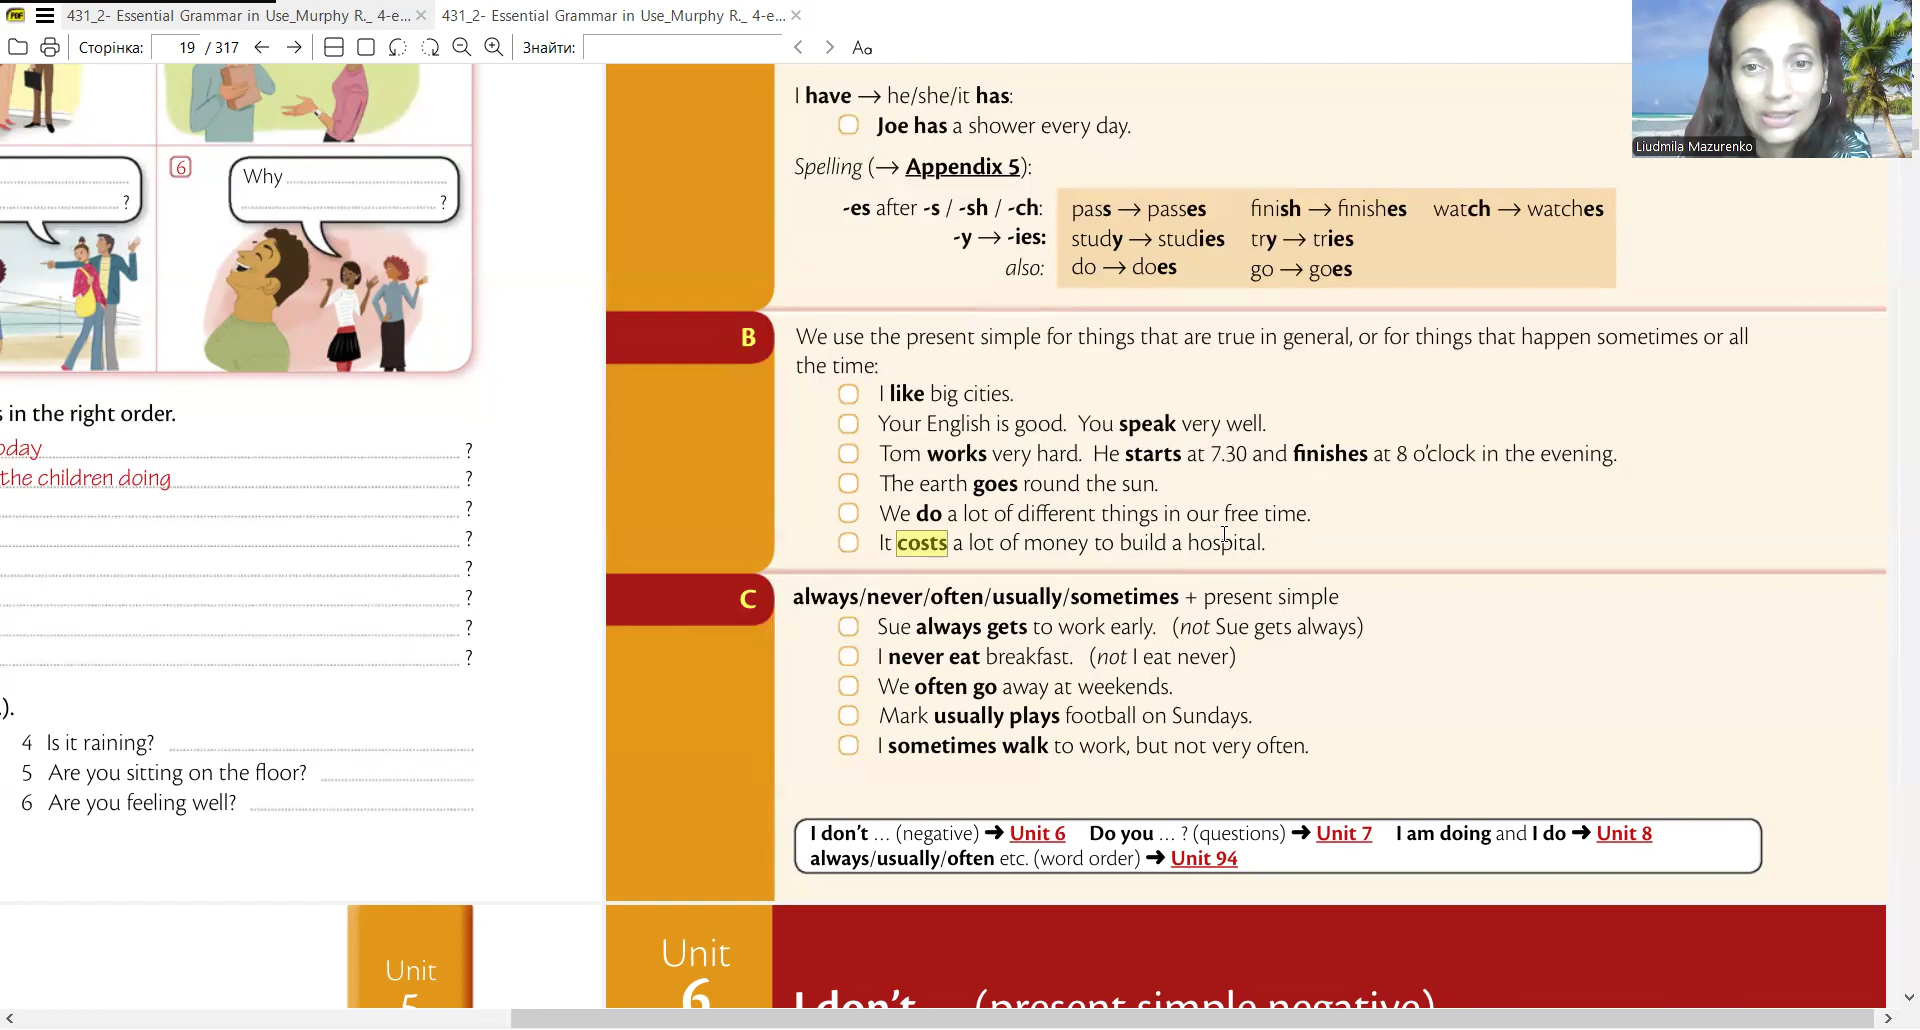 431_2- Essential Grammar in Use_Murphy R._ 4-e...
431_2- Essential Grammar in Use_Murphy R._ 4-e...
Сторінка: 19 / 317
Знайти:
Aa
Liudmila Mazurenko
6
Why
?
?
s in the right order.
oday ?
the children doing ?
?
?
?
?
?
?
.).
4 Is it raining?
5 Are you sitting on the floor?
6 Are you feeling well?
Unit
5
I have → he/she/it has:
Joe has a shower every day.
Spelling (→ Appendix 5):
-es after -s / -sh / -ch: pass → passes finish → finishes watch → watches
-y → -ies: study → studies try → tries
also: do → does go → goes
B
We use the present simple for things that are true in general, or for things that happen sometimes or all
the time:
I like big cities.
Your English is good. You speak very well.
Tom works very hard. He starts at 7.30 and finishes at 8 o'clock in the evening.
The earth goes round the sun.
We do a lot of different things in our free time.
It costs a lot of money to build a hospital.
C
always/never/often/usually/sometimes + present simple
Sue always gets to work early. (not Sue gets always)
I never eat breakfast. (not I eat never)
We often go away at weekends.
Mark usually plays football on Sundays.
I sometimes walk to work, but not very often.
I don't … (negative) ➜ Unit 6 Do you … ? (questions) ➜ Unit 7 I am doing and I do ➜ Unit 8
always/usually/often etc. (word order) ➜ Unit 94
Unit
6
I don't … (present simple negative)